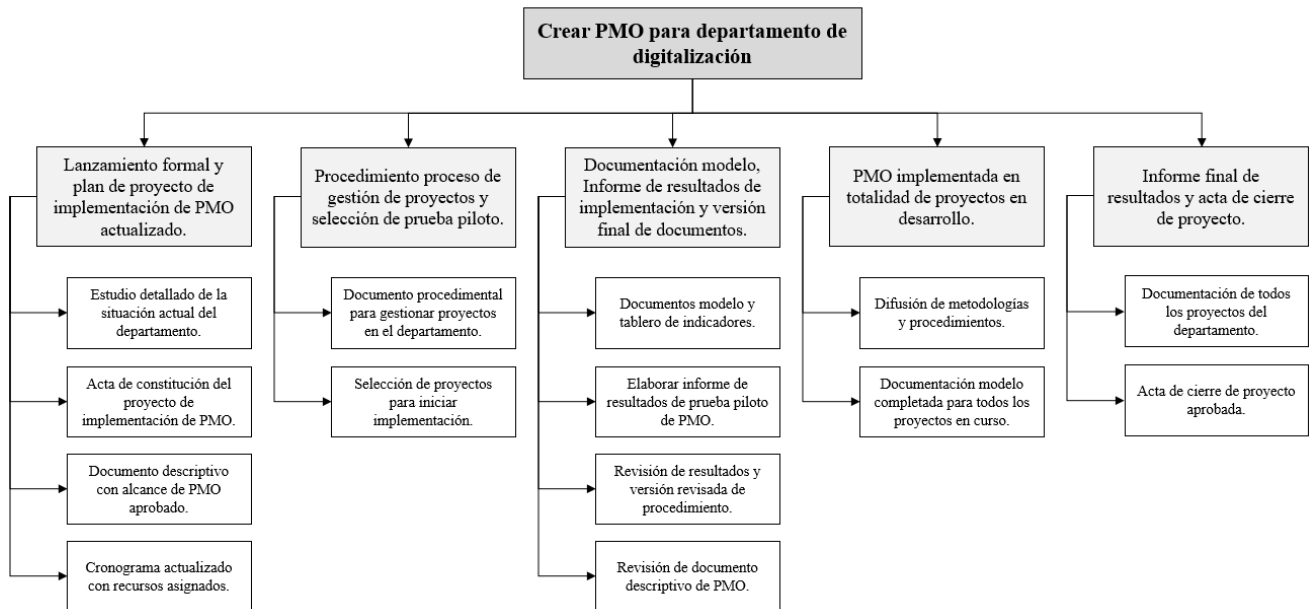 Crear PMO para departamento de
digitalización
Lanzamiento formal y
plan de proyecto de
implementación de PMO
actualizado.
Estudio detallado de la
situación actual del
departamento.
Acta de constitución del
proyecto de
implementación de PMO.
Documento descriptivo
con alcance de PMO
aprobado.
Cronograma actualizado
con recursos asignados.
Procedimiento proceso de
gestión de proyectos y
selección de prueba piloto.
Documento procedimental
para gestionar proyectos
en el departamento.
Selección de proyectos
para iniciar
implementación.
Documentación modelo,
Informe de resultados de
implementación y versión
final de documentos.
Documentos modelo y
tablero de indicadores.
Elaborar informe de
resultados de prueba piloto
de PMO.
Revisión de resultados y
versión revisada de
procedimiento.
Revisión de documento
descriptivo de PMO.
PMO implementada en
totalidad de proyectos en
desarrollo.
Difusión de metodologías
y procedimientos.
Documentación modelo
completada para todos los
proyectos en curso.
Informe final de
resultados y acta de cierre
de proyecto.
Documentación de todos
los proyectos del
departamento.
Acta de cierre de proyecto
aprobada.